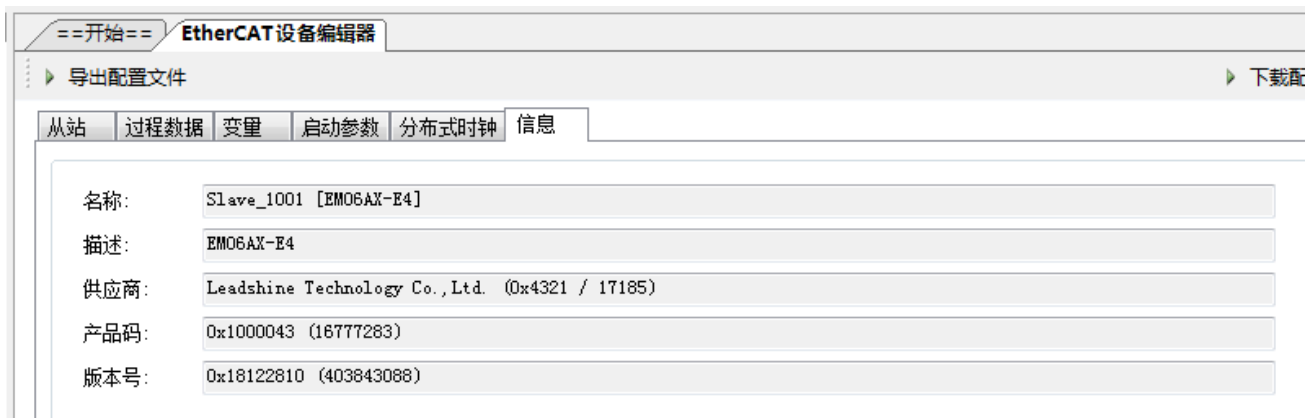 ==开始== EtherCAT设备编辑器
导出配置文件 下载配
从站 过程数据 变量 启动参数 分布式时钟 信息
名称: Slave_1001 [EM06AX-E4]
描述: EM06AX-E4
供应商: Leadshine Technology Co.,Ltd. (0x4321 / 17185)
产品码: 0x1000043 (16777283)
版本号: 0x18122810 (403843088)